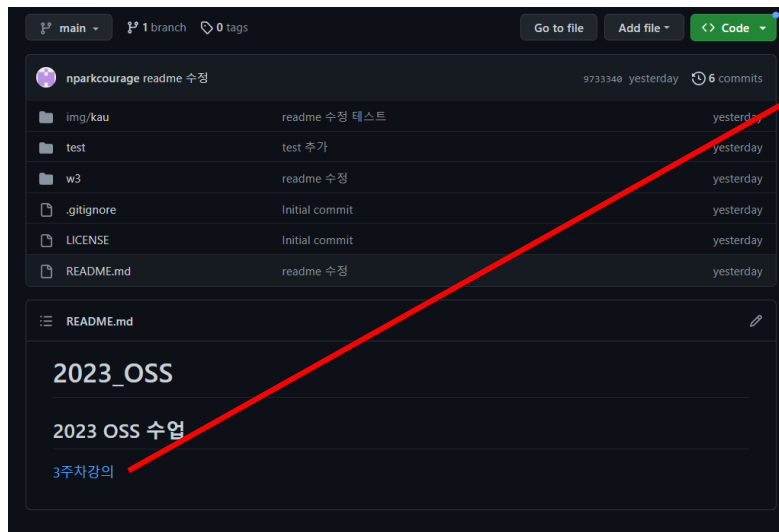 main 1 branch 0 tags Go to file Add file <> Code
nparkcourage readme 수정 9733340 yesterday 6 commits
img/kau readme 수정 테스트 yesterday
test test 추가 yesterday
w3 readme 수정 yesterday
.gitignore Initial commit yesterday
LICENSE Initial commit yesterday
README.md readme 수정 yesterday
README.md
2023_OSS
2023 OSS 수업
3주차강의